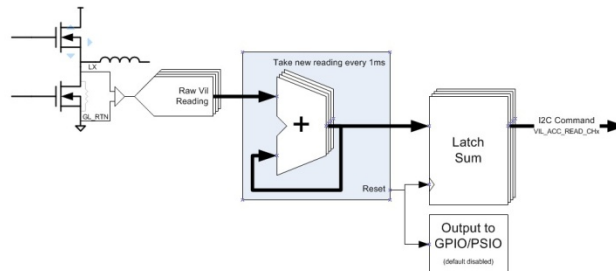 Take new reading every 1ms
LX
Raw Vil
Reading
GL_RTN
+
Latch
Sum
I2C Command
VIL_ACC_READ_CHx
Reset
Output to
GPIO/PSIO
(default disabled)